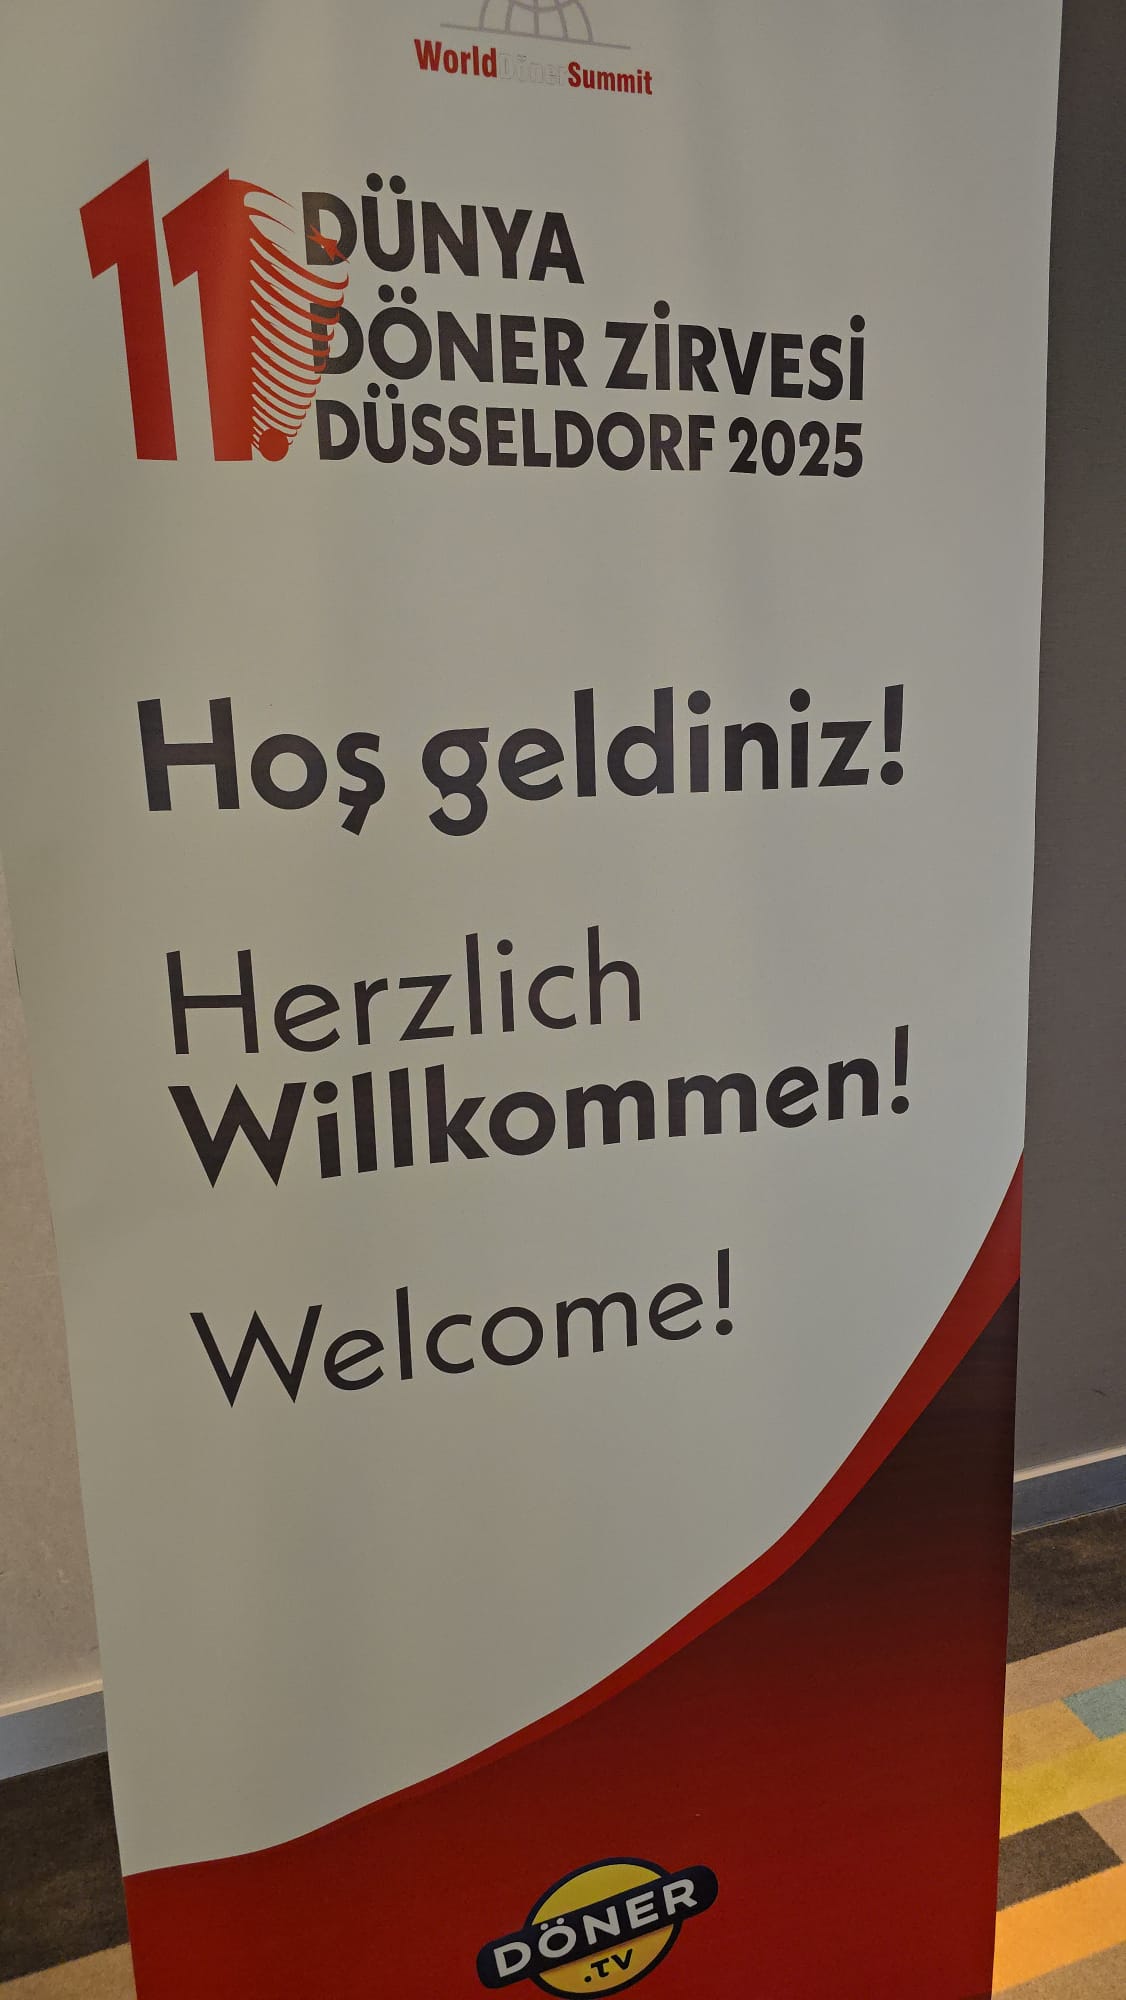 WorldDönerSummit
11. DÜNYA
DÖNER ZİRVESİ
DÜSSELDORF 2025
Hoş geldiniz!
Herzlich
Willkommen!
Welcome!
DÖNER
.TV